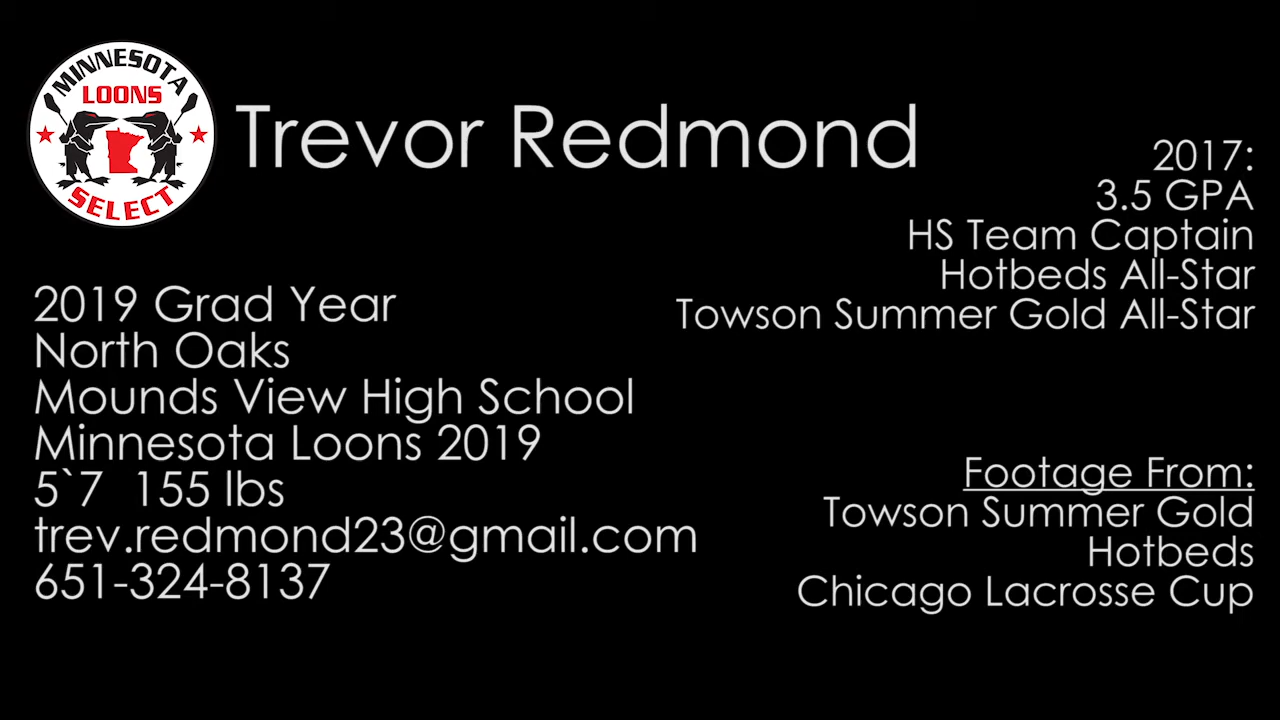 MINNESOTA
LOONS
SELECT
Trevor Redmond
2017:
3.5 GPA
HS Team Captain
Hotbeds All-Star
Towson Summer Gold All-Star
2019 Grad Year
North Oaks
Mounds View High School
Minnesota Loons 2019
5`7 155 lbs
trev.redmond23@gmail.com
651-324-8137
Footage From:
Towson Summer Gold
Hotbeds
Chicago Lacrosse Cup